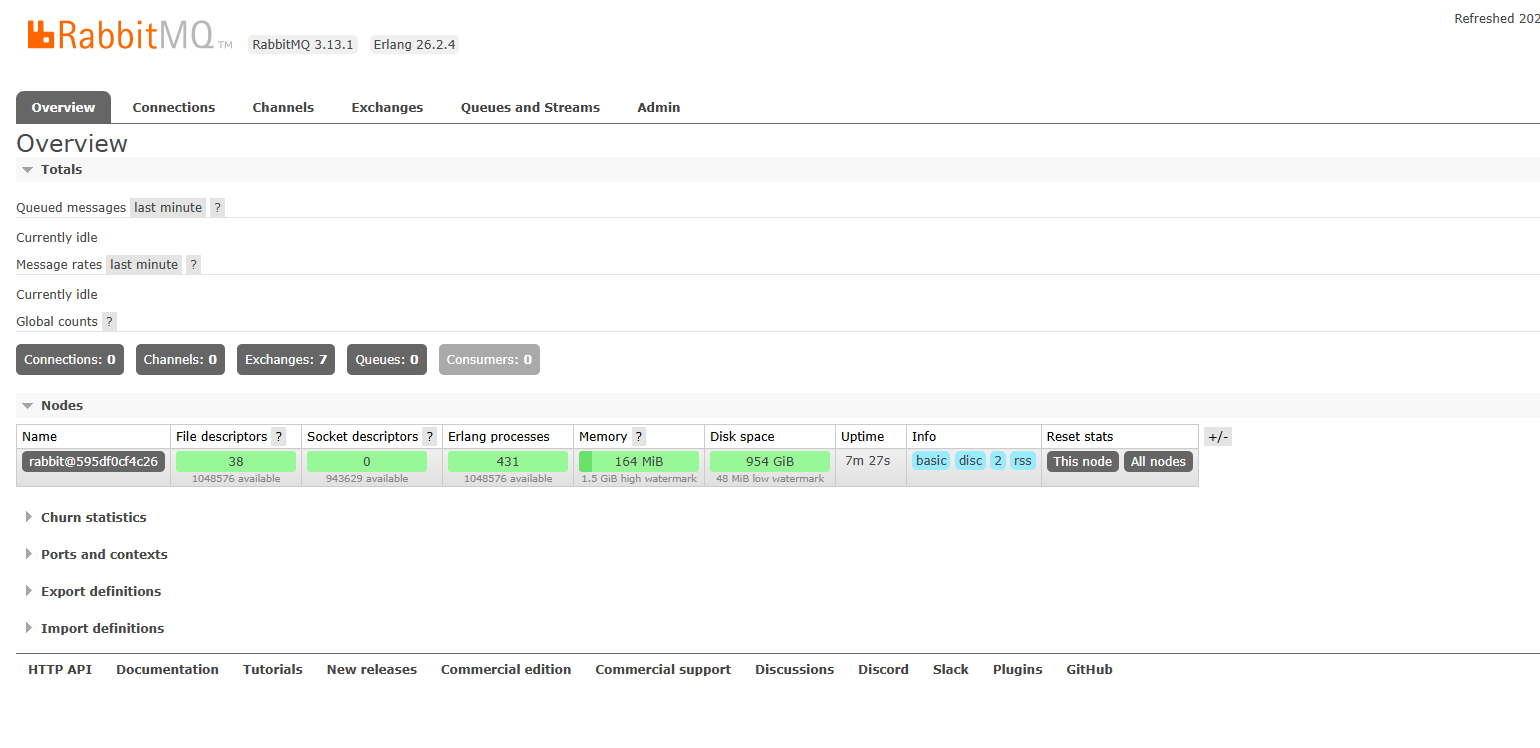 RabbitMQ TM RabbitMQ 3.13.1 Erlang 26.2.4 Refreshed 202
Overview Connections Channels Exchanges Queues and Streams Admin
Overview
Totals
Queued messages last minute ?
Currently idle
Message rates last minute ?
Currently idle
Global counts ?
Connections: 0 Channels: 0 Exchanges: 7 Queues: 0 Consumers: 0
Nodes
Name File descriptors ? Socket descriptors ? Erlang processes Memory ? Disk space Uptime Info Reset stats +/-
rabbit@595df0cf4c26 38 0 431 164 MiB 954 GiB 7m 27s basic disc 2 rss This node All nodes
1048576 available 943629 available 1048576 available 1.5 GiB high watermark 48 MiB low watermark
Churn statistics
Ports and contexts
Export definitions
Import definitions
HTTP API Documentation Tutorials New releases Commercial edition Commercial support Discussions Discord Slack Plugins GitHub